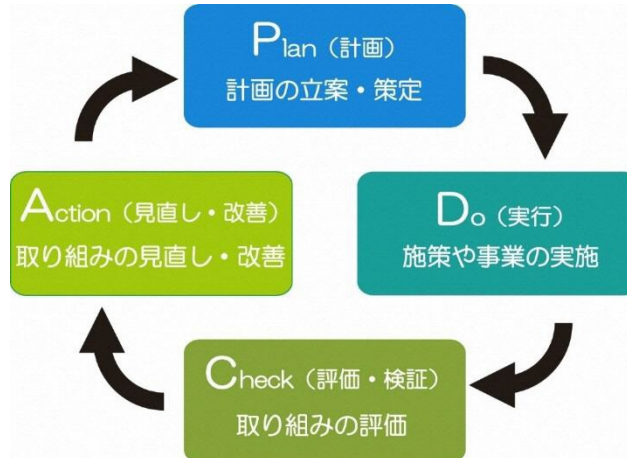 Plan（計画）
計画の立案・策定
Do（実行）
施策や事業の実施
Check（評価・検証）
取り組みの評価
Action（見直し・改善）
取り組みの見直し・改善